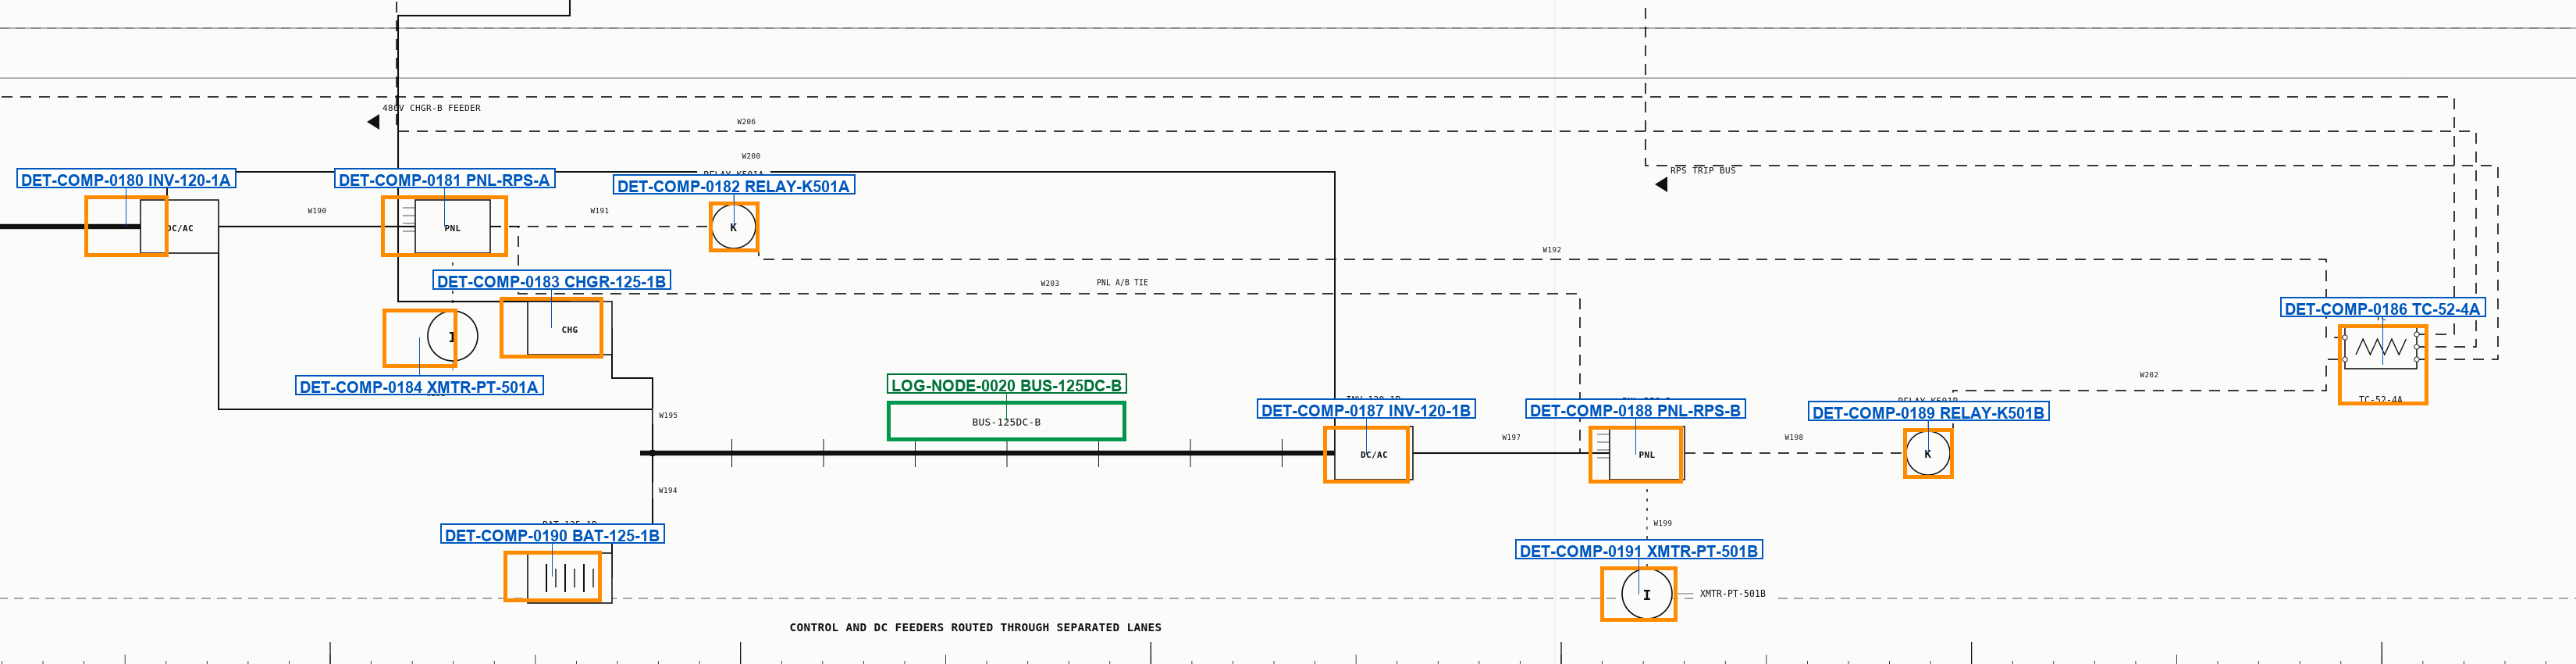 480V CHGR-B FEEDER
W206
W200
RPS TRIP BUS
DET-COMP-0180 INV-120-1A
DET-COMP-0181 PNL-RPS-A
DET-COMP-0182 RELAY-K501A
W190
W191
DC/AC
PNL
K
W192
DET-COMP-0183 CHGR-125-1B
W203
PNL A/B TIE
DET-COMP-0186 TC-52-4A
CHG
I
DET-COMP-0184 XMTR-PT-501A
LOG-NODE-0020 BUS-125DC-B
W202
TC-52-4A
W195
BUS-125DC-B
DET-COMP-0187 INV-120-1B
DET-COMP-0188 PNL-RPS-B
DET-COMP-0189 RELAY-K501B
W197
W198
DC/AC
PNL
K
W194
DET-COMP-0190 BAT-125-1B
W199
DET-COMP-0191 XMTR-PT-501B
I
XMTR-PT-501B
CONTROL AND DC FEEDERS ROUTED THROUGH SEPARATED LANES